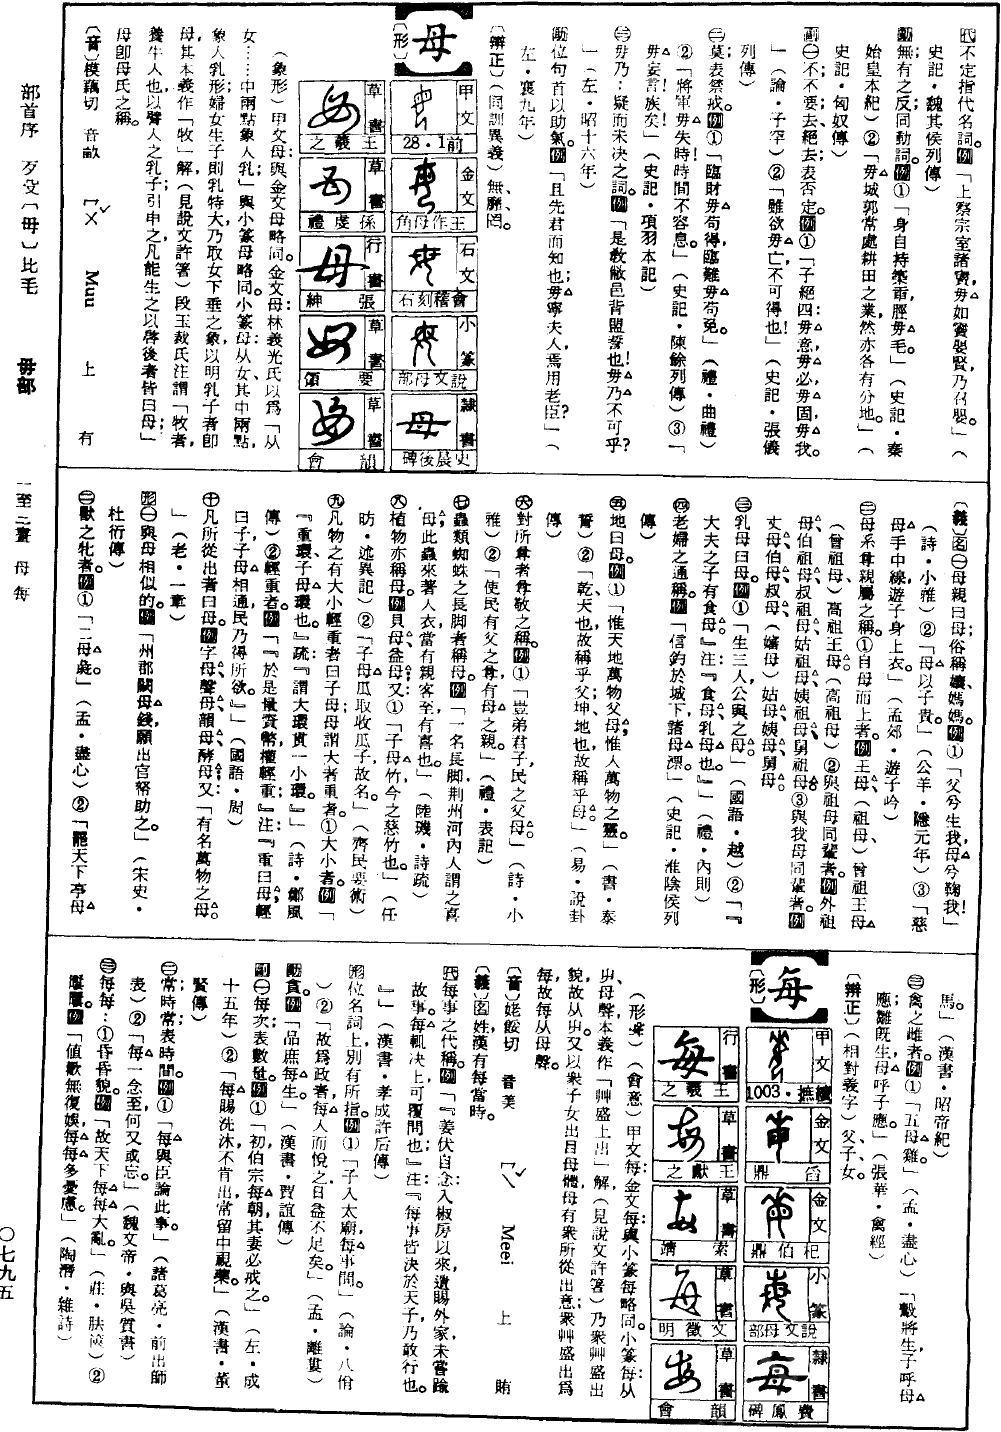 ㈹不定指代名詞。例「上察宗室諸竇，毋如竇嬰賢，乃召嬰。」（
史記・魏其侯列傳）
動無有之；反同動詞。例①「身自持築臿，脛毋毛。」（史記・秦
始皇本紀）②「毋城郭常處耕田之業，然亦各有分地。」（
史記・匈奴傳）
副㊀不；不要；去絕；去；表否定。例①「子絕四：毋意、毋必、毋固、毋我。
」（論・子罕）②「雖欲毋亡，不可得也！」（史記・張儀
列傳）
㊁莫；表禁戒。例①「臨財毋苟得，臨難毋苟免。」（禮・曲禮）
②「將軍毋失時！時間不容息。」（史記・陳餘列傳）③「
毋妄言！族矣！」（史記・項羽本記）
㊂毋乃：疑而未決之詞。例「是教敝邑背盟誓也！毋乃不可乎？
」（左・昭十六年）
助位句首以助氣。例「且先君而知也；毋寧夫人，焉用老臣？」（
左・襄九年）
〔辨正〕（同訓異義）無、靡、罔。
母
〔形〕
甲文 前1・28
金文 王作母角
石文 會稽刻石
小篆 說文母部
隸書 史晨後碑
草書 王羲之
草書 孫虔禮
行書 張紳
草書 要領
草書 韻會
（象形）甲文母：與金文母略同。金文母：林義光氏以爲「从
女……中兩點象人乳」；與小篆母略同。小篆母：从女，其中兩點，
象人乳形；婦女生子則乳特大，乃取女下垂之象以明乳子者卽
母，其本義作「牧」解（見說文許箸）段玉裁氏注謂「牧者，
養牛人也；以譬人之乳子；引申之，凡能生之以啓後者皆曰母」；
母卽母氏之稱。
〔音〕模藕切 音畝 ㄇㄨˇ Muu 上 有
〔義〕名㊀母親曰母；俗稱孃、媽媽。例①「父兮生我，母兮鞠我！」
（詩・小雅）②「母以子貴。」（公羊・隱元年）③「慈
母手中線，遊子身上衣。」（孟郊・遊子吟）
㊁母系尊親屬之稱。①自母而上者。例王母（祖母）、曾祖王母
（曾祖母）、高祖王母。（高祖母）②與祖母同輩者。例外祖
母、伯祖母、叔祖母、姑祖母、姨祖母、舅祖母。③與我母同輩者。例
丈母、伯母、叔母（嬸母）、姑母、姨母、舅母。
㊂乳母曰母。例①「生三人，公與之母。」（國語・越）②「『
大夫之子有食母。』注：『食母，乳母也。』」（禮・內則）
㊃老婦之通稱。例「信釣於城下，諸母漂。」（史記・淮陰侯列
傳）
㊄地曰母。例①「惟天地，萬物父母；惟人，萬物之靈。」（書・泰
誓）②「乾，天也，故稱乎父；坤，地也，故稱乎母。」（易・說卦
傳）
㊅對所尊者尊敬之稱。例①「豈弟君子，民之父母。」（詩・小
雅）②「使民有父之尊，有母之親。」（禮・表記）
㊆蟲類蜘蛛之長脚者稱母。例「一名長脚，荆州河內人謂之喜
母，此蟲來著人衣，當有親客至，有喜也。」（陸璣・詩疏）
㊇植物亦稱母。例貝母、益母；又：①「子母竹，今之慈竹也。」（任
昉・述異記）②「子母瓜，取收瓜子，故名。」（齊民要術）
㊈凡物之有大小輕重者曰子母；母謂大者重者。①大小者。例「
『重環，子母環也。』疏：『謂大環貫一小環。』」（詩・鄭風
傳）②輕重者。例「『於是量資幣，權輕重。』注：『重曰母，輕
曰子；子母相通，民乃得所欲。』」（國語・周）
㊉凡所從出者曰母。例字母、聲母、韻母、酵母；又「有名，萬物之母。
」（老・一章）
形㊀與母相似的。例「州郡闕母錢，願出官帑助之。」（宋史・
杜衍傳）
㊁獸之牝者。例①「二母彘。」（孟・盡心）②「罷天下亭母
馬。」（漢書・昭帝紀）
㊂禽之雌者。例①「五母雞。」（孟・盡心）「鷇將生，子呼母
應；雛旣生，母呼子應。」（張華・禽經）
〔辨正〕（相對義字）父、子、女。
每
〔形〕
甲文 續撫・1003
金文 舀鼎
金文 杞伯鼎
小篆 說文母部
隸書 費鳳碑
行書 王羲之
草書 王獻之
草書 索靖
草書 文徵明
草書 韻會
（形聲）（會意）甲文每：金文每：與小篆每略同。小篆每：从
屮，母聲，本義作「艸盛上出」解（見說文許箸）乃衆艸盛出
貌，故从屮。又以衆子女出目母體，母有衆所從出意；衆艸盛出爲
每，故每从母聲。
〔音〕姥餒切 音美 ㄇㄟˇ Meei 上 賄
〔義〕名姓，漢有每當時。
代每事之代稱。例「『姜伏自念，入椒房以來，遺賜外家，未嘗踰
故事，每輒決上，可覆問也。』注：『每事皆決於天子，乃敢行也。
』」（漢書・孝成許后傳）
形位名詞上別有所指。例①「子入太廟，每事問。」（論・八佾
）②「故爲政者，每人而悅之，日益不足矣。」（孟・離婁）
動貪。例「品庶每生。」（漢書・賈誼傳）
副㊀每次；表數也。例①「初，伯宗每朝，其妻必戒之。」（左・成
十五年）②「每賜洗沐，不肯出，常留中視藥。」（漢書・董
賢傳）
㊁常；時常；表時間。例①「每與臣論此事。」（諸葛亮・前出師
表）②「每一念至，何又或忘。」（魏文帝・與吳質書）
㊂每每：①昏昏貌。例「故天下每每大亂。」（莊・胠篋）②
屢屢。例「値歡無復娛，每每多憂慮。」（陶潛・雜詩）
部首序 歹殳〔毋〕比毛 毋部 一至三畫 母 每 〇七九五